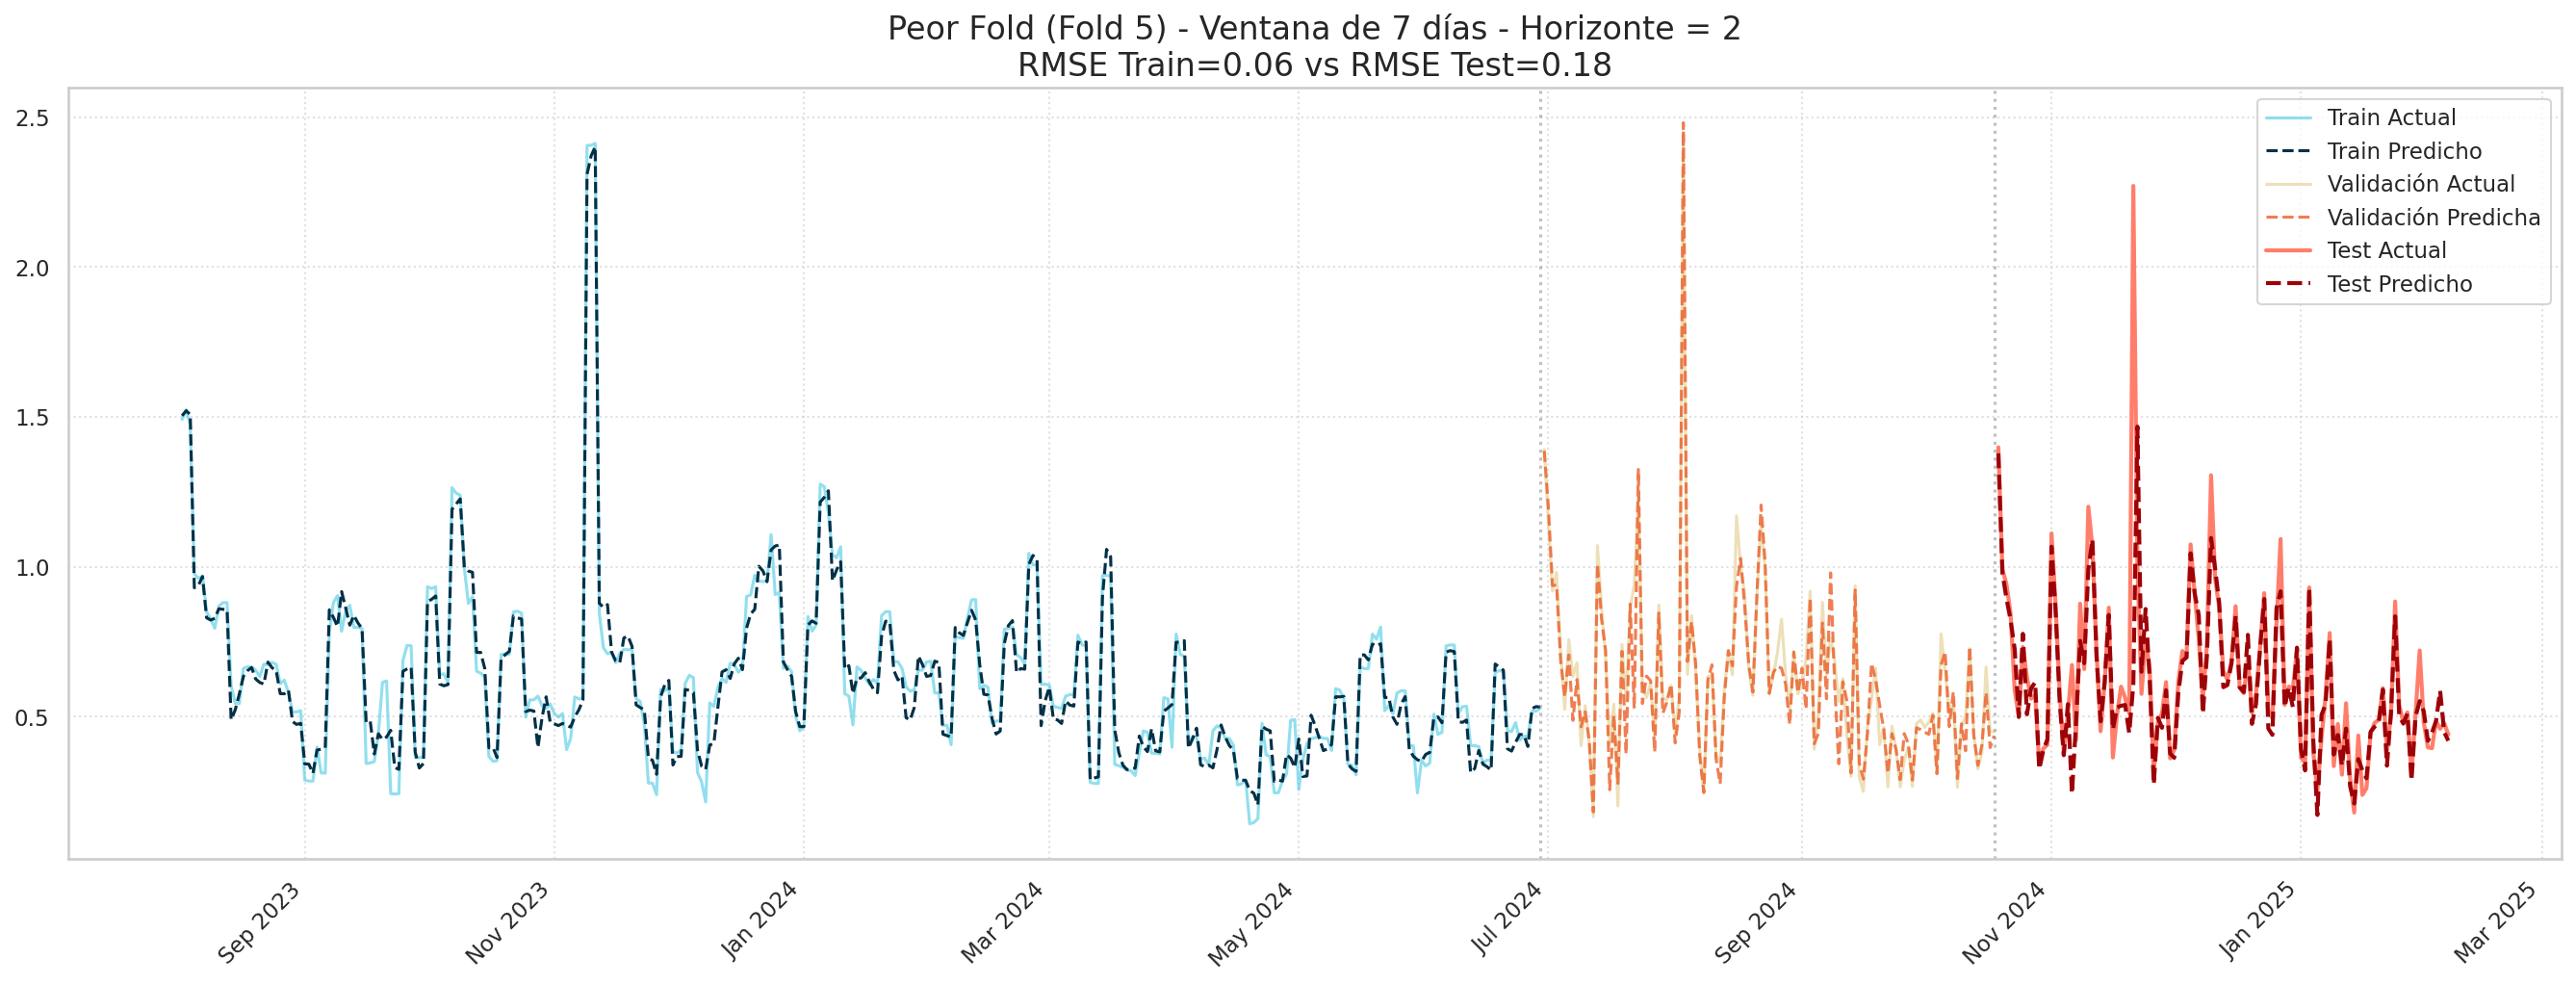 Peor Fold (Fold 5) - Ventana de 7 días - Horizonte = 2
RMSE Train=0.06 vs RMSE Test=0.18
2.5
2.0
1.5
1.0
0.5
Train Actual
Train Predicho
Validación Actual
Validación Predicha
Test Actual
Test Predicho
Sep 2023
Nov 2023
Jan 2024
Mar 2024
May 2024
Jul 2024
Sep 2024
Nov 2024
Jan 2025
Mar 2025